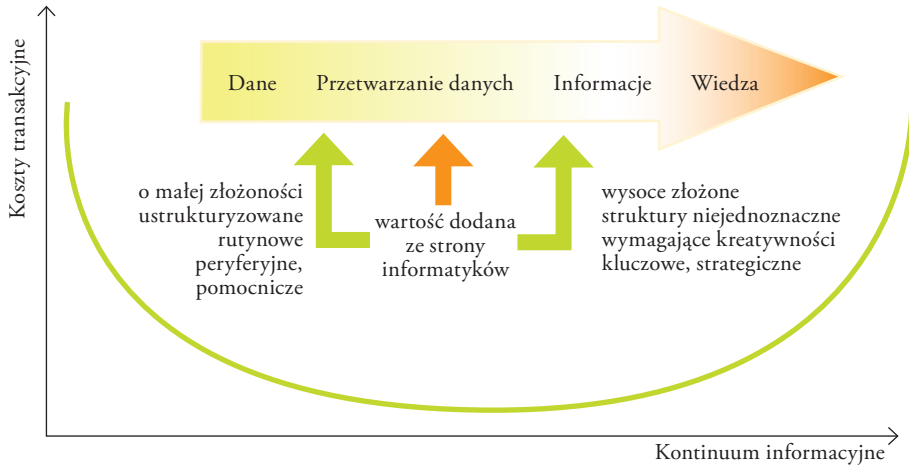 Koszty transakcyjne
Dane Przetwarzanie danych Informacje Wiedza
o małej złożoności
ustrukturyzowane
rutynowe
peryferyjne,
pomocnicze
wartość dodana
ze strony
informatyków
wysoce złożone
struktury niejednoznaczne
wymagające kreatywności
kluczowe, strategiczne
Kontinuum informacyjne